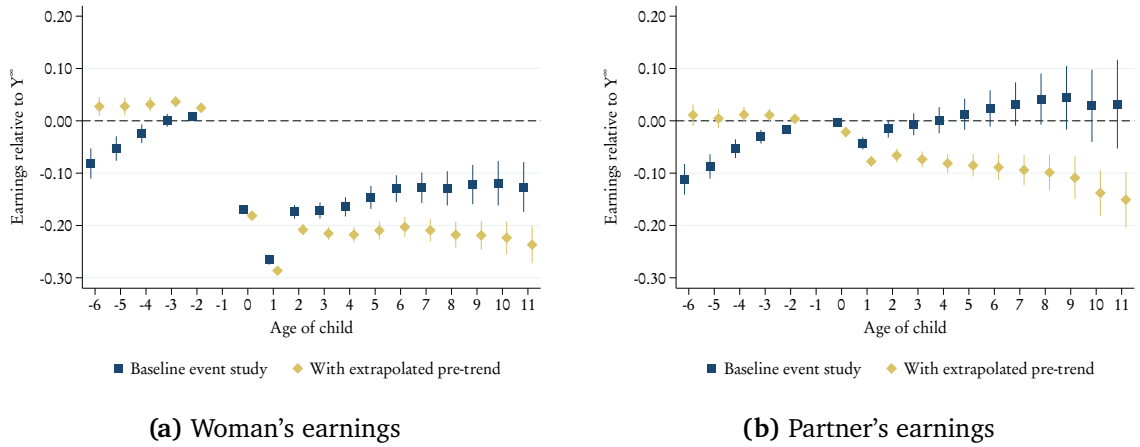 0.20
0.10
0.00
-0.10
-0.20
-0.30
Earnings relative to Y∞
-6 -5 -4 -3 -2 -1 0 1 2 3 4 5 6 7 8 9 10 11
Age of child
Baseline event study With extrapolated pre-trend
(a) Woman's earnings
0.20
0.10
0.00
-0.10
-0.20
-0.30
Earnings relative to Y∞
-6 -5 -4 -3 -2 -1 0 1 2 3 4 5 6 7 8 9 10 11
Age of child
Baseline event study With extrapolated pre-trend
(b) Partner's earnings